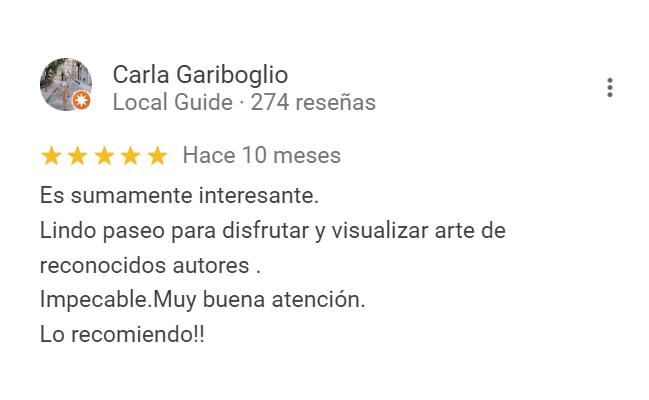 Carla Gariboglio
Local Guide · 274 reseñas
Hace 10 meses
Es sumamente interesante.
Lindo paseo para disfrutar y visualizar arte de
reconocidos autores .
Impecable.Muy buena atención.
Lo recomiendo!!